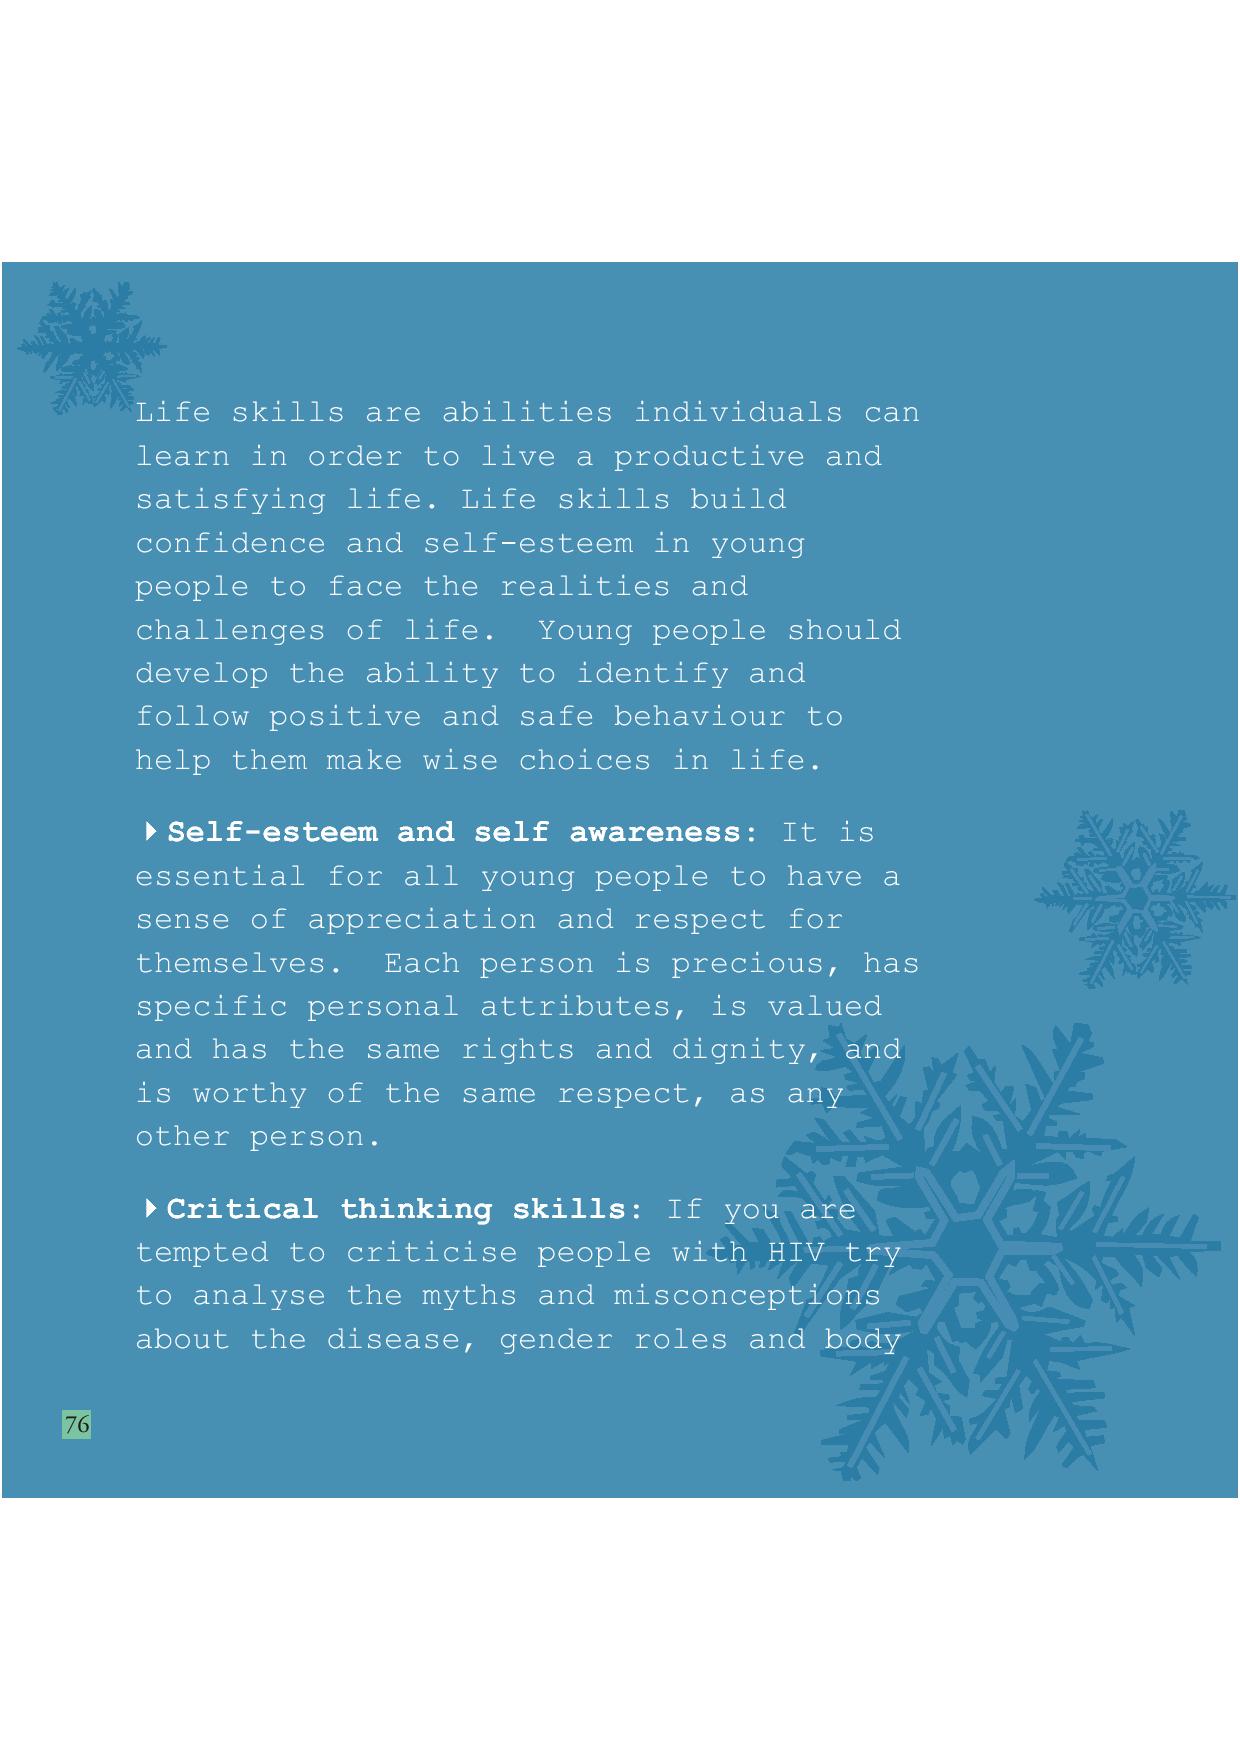 Life skills are abilities individuals can
learn in order to live a productive and
satisfying life. Life skills build
confidence and self-esteem in young
people to face the realities and
challenges of life.  Young people should
develop the ability to identify and
follow positive and safe behaviour to
help them make wise choices in life.
Self-esteem and self awareness: It is
essential for all young people to have a
sense of appreciation and respect for
themselves.  Each person is precious, has
specific personal attributes, is valued
and has the same rights and dignity, and
is worthy of the same respect, as any
other person.
Critical thinking skills: If you are
tempted to criticise people with HIV try
to analyse the myths and misconceptions
about the disease, gender roles and body
76